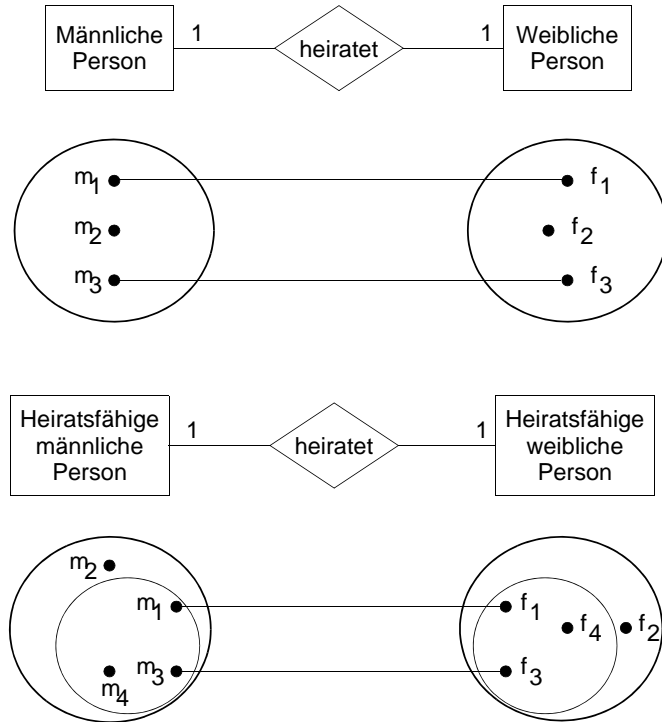 Männliche
Person
1
heiratet
1
Weibliche
Person
m1
f1
m2
f2
m3
f3
Heiratsfähige
männliche
Person
1
heiratet
1
Heiratsfähige
weibliche
Person
m2
m1
f1
f4
f2
m4
m3
f3